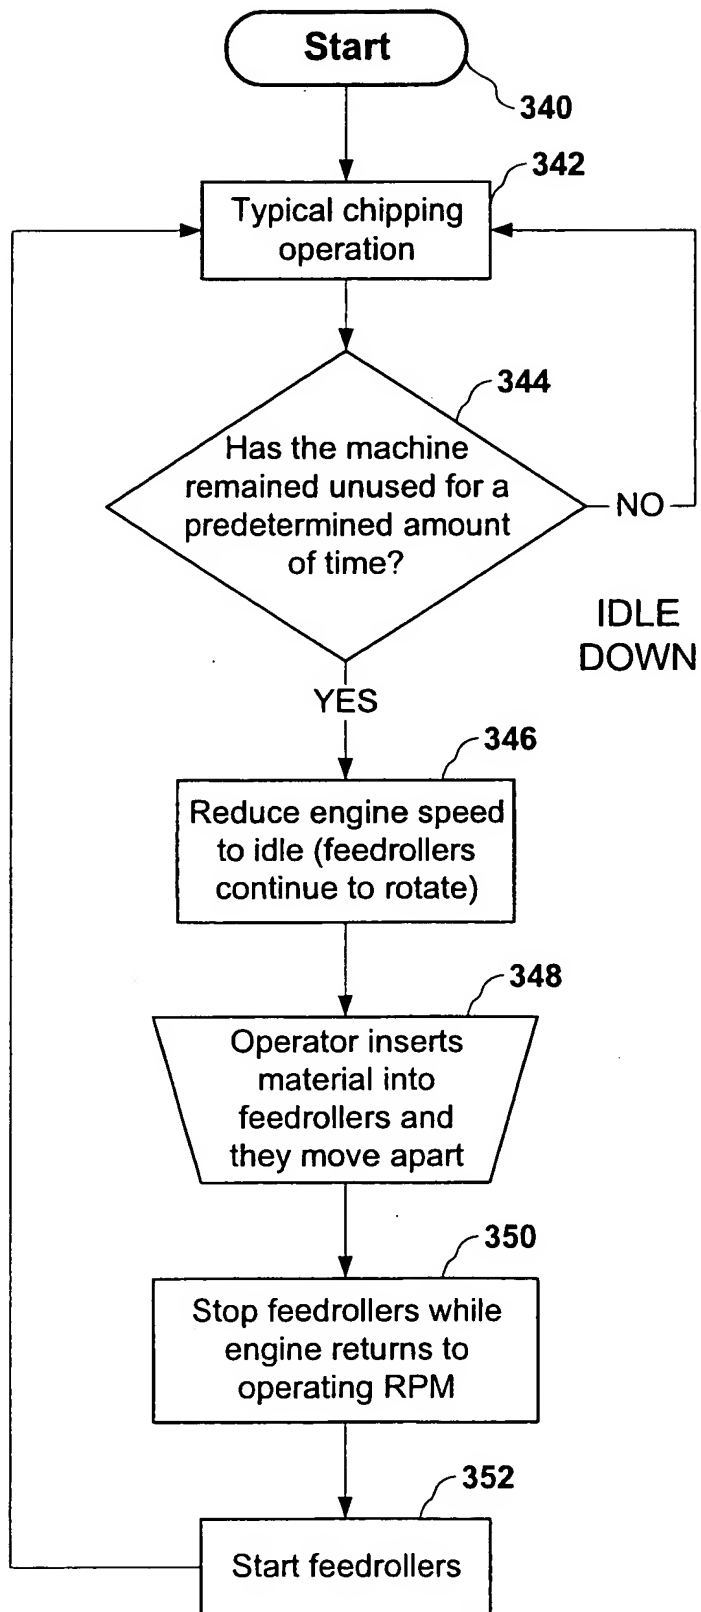 Start
340
342
Typical chipping
operation
344
Has the machine
remained unused for a
predetermined amount
of time?
NO
IDLE
DOWN
YES
346
Reduce engine speed
to idle (feedrollers
continue to rotate)
348
Operator inserts
material into
feedrollers and
they move apart
350
Stop feedrollers while
engine returns to
operating RPM
352
Start feedrollers